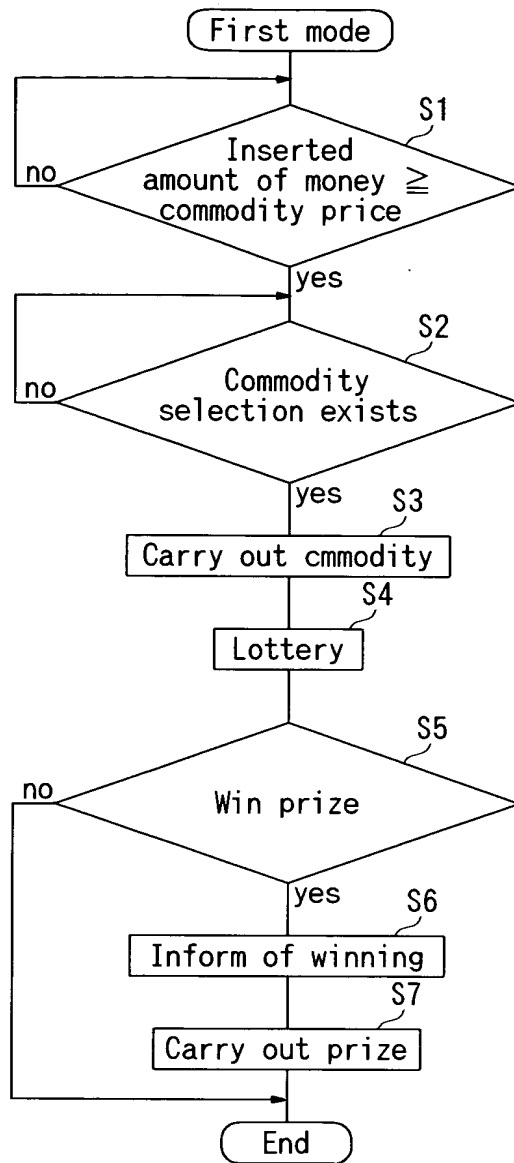 First mode
S1
Inserted
amount of money ≧
commodity price
no
yes
S2
Commodity
selection exists
no
yes
S3
Carry out cmmodity
S4
Lottery
S5
no
Win prize
yes
S6
Inform of winning
S7
Carry out prize
End